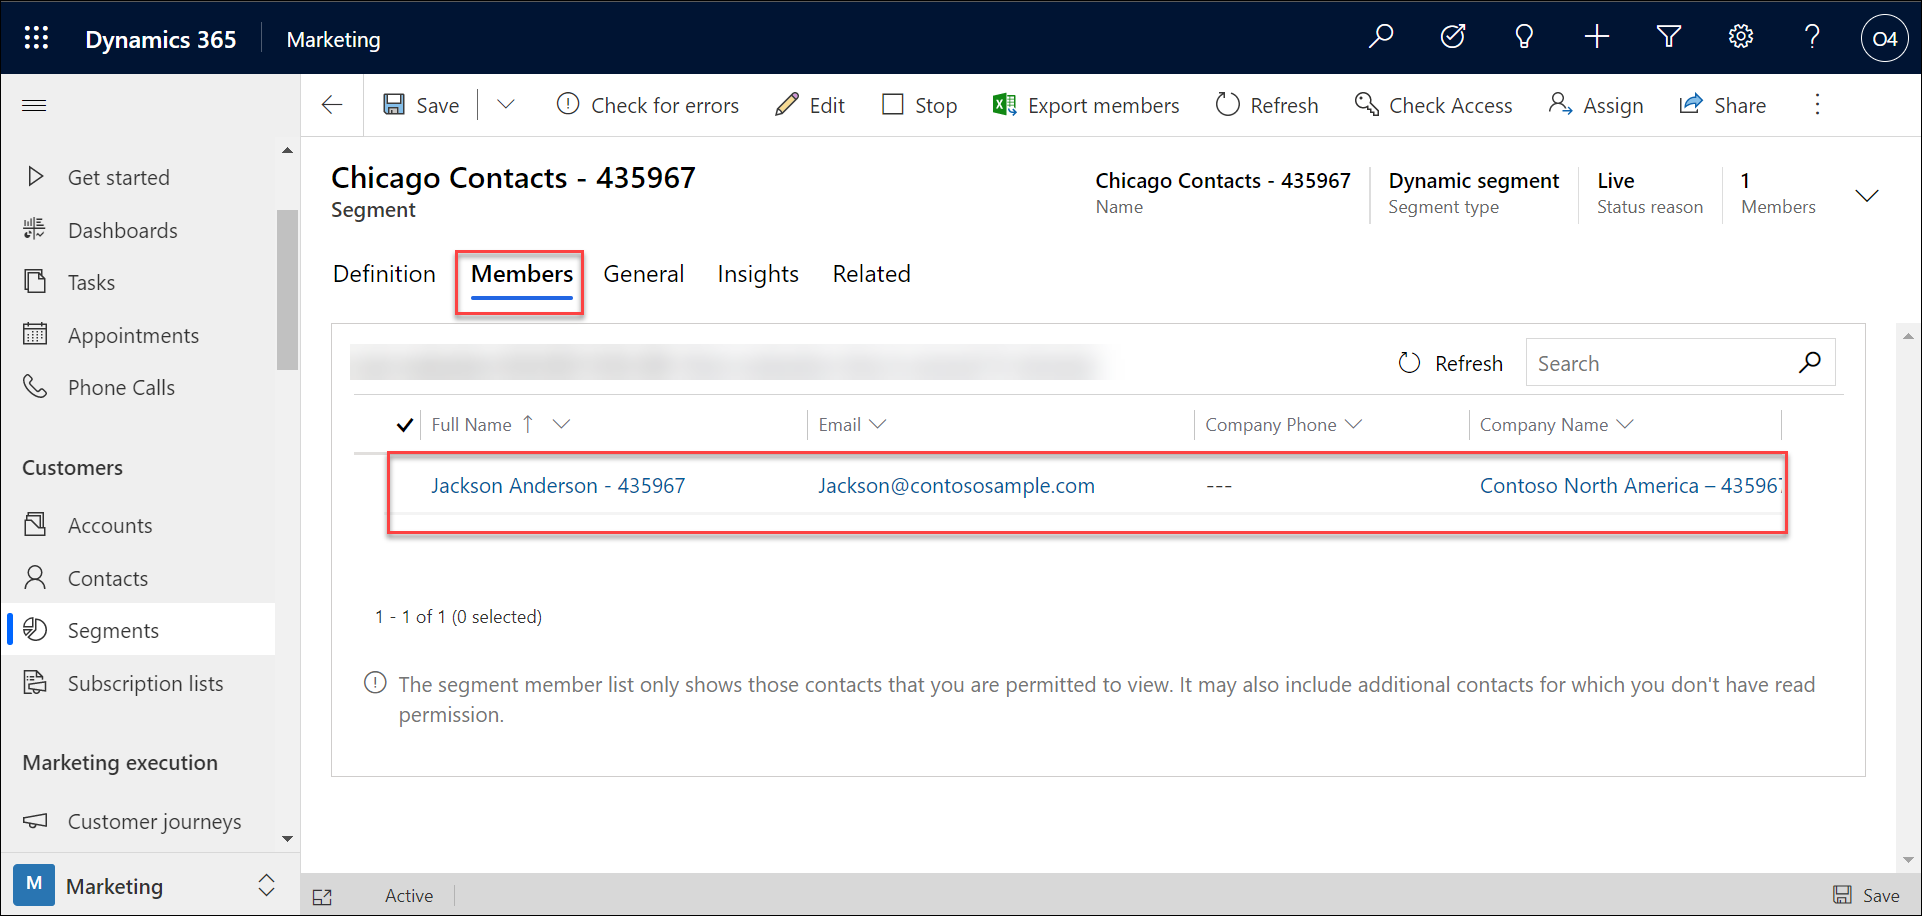 Dynamics 365 Marketing O4
Save Check for errors Edit Stop Export members Refresh Check Access Assign Share
Get started
Dashboards
Tasks
Appointments
Phone Calls
Customers
Accounts
Contacts
Segments
Subscription lists
Marketing execution
Customer journeys
M Marketing
Chicago Contacts - 435967
Segment
Chicago Contacts - 435967 Dynamic segment Live 1
Name Segment type Status reason Members
Definition Members General Insights Related
Refresh Search
Full Name Email Company Phone Company Name
Jackson Anderson - 435967 Jackson@contososample.com --- Contoso North America – 435967
1 - 1 of 1 (0 selected)
The segment member list only shows those contacts that you are permitted to view. It may also include additional contacts for which you don't have read
permission.
Active Save